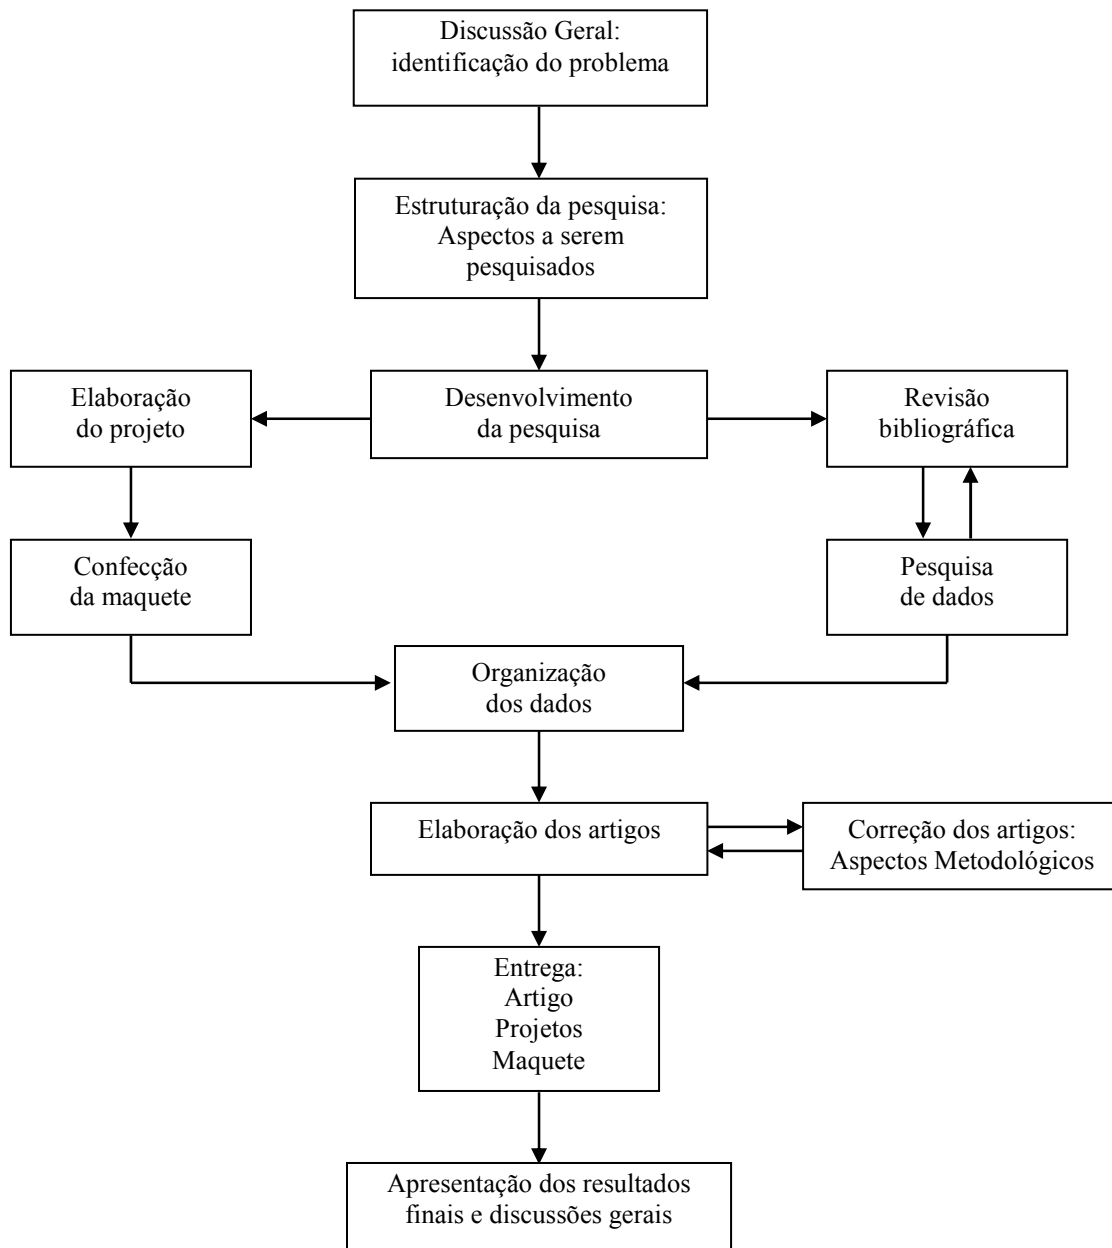 Discussão Geral:
identificação do problema
Estruturação da pesquisa:
Aspectos a serem
pesquisados
Elaboração
do projeto
Desenvolvimento
da pesquisa
Revisão
bibliográfica
Confecção
da maquete
Pesquisa
de dados
Organização
dos dados
Elaboração dos artigos
Correção dos artigos:
Aspectos Metodológicos
Entrega:
Artigo
Projetos
Maquete
Apresentação dos resultados
finais e discussões gerais